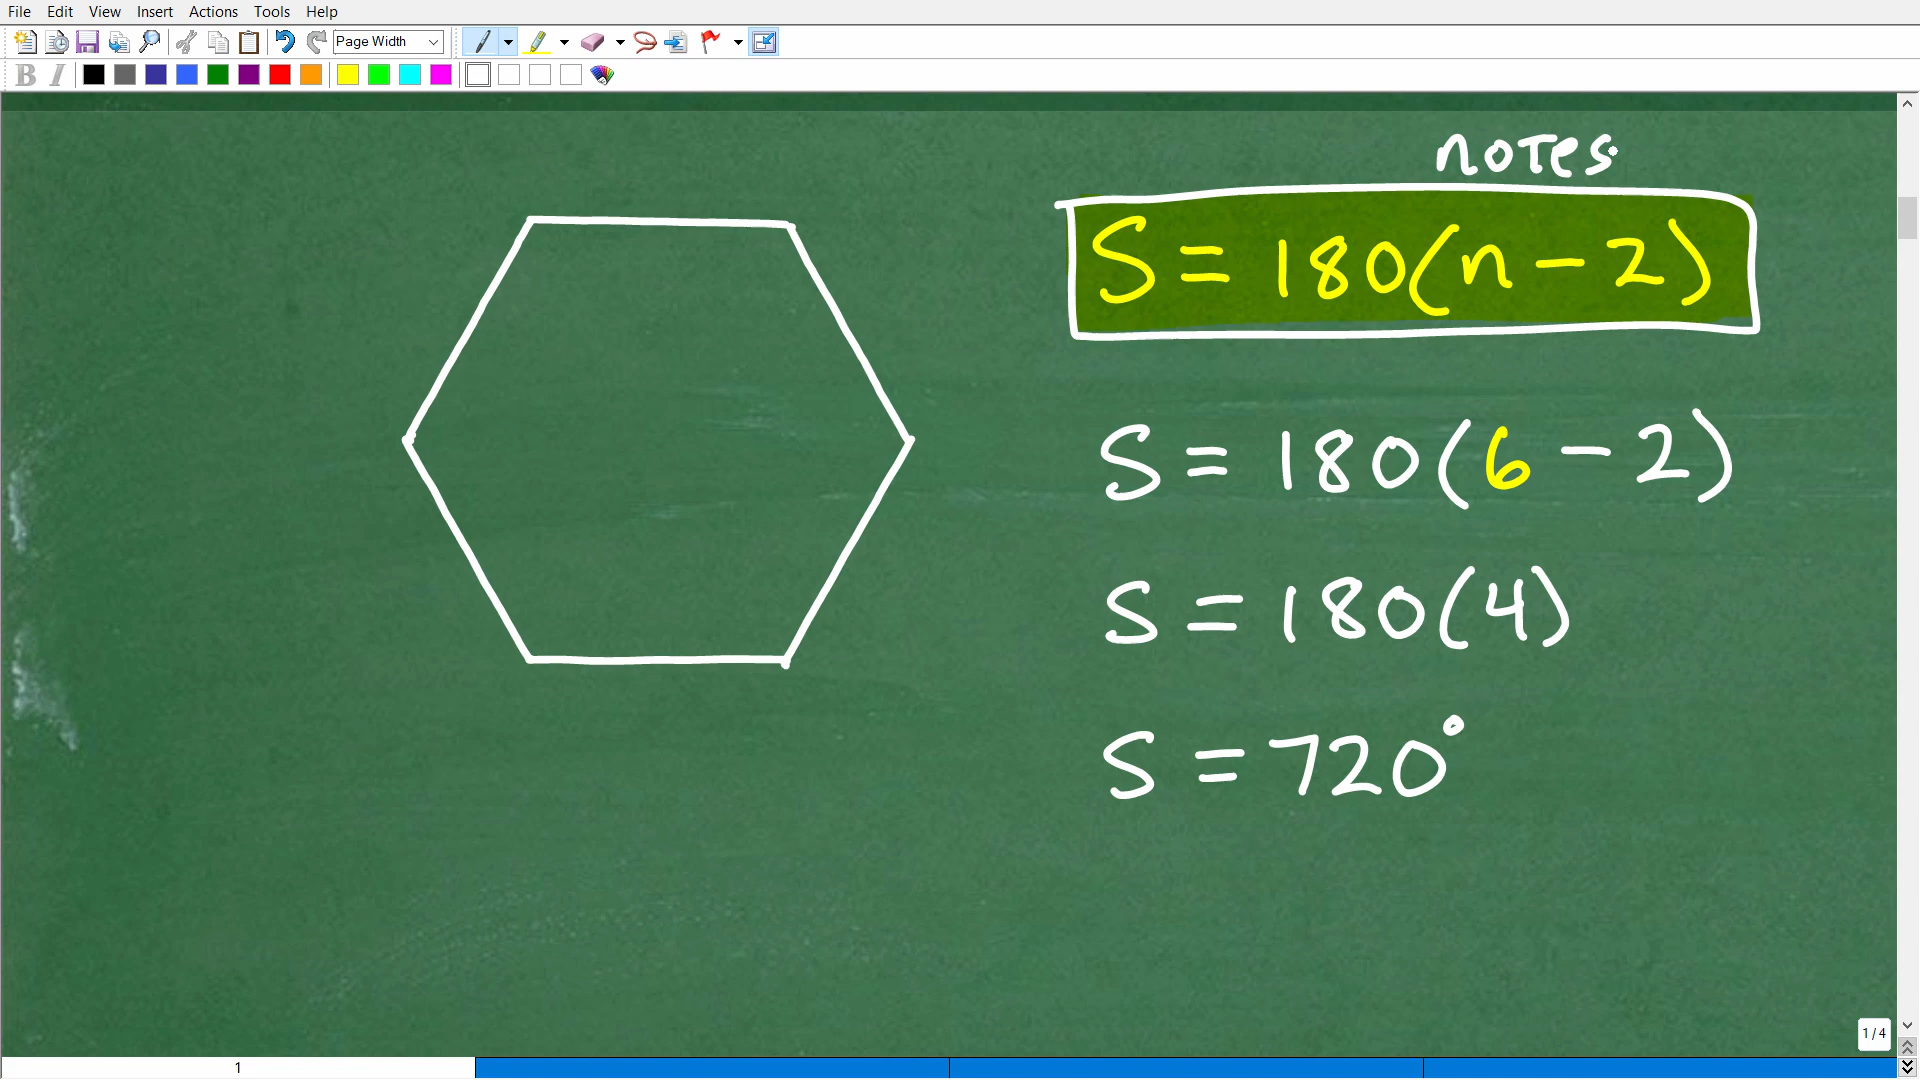 File Edit View Insert Actions Tools Help
Page Width
B I
notes
S = 180(n - 2)
S = 180(6 - 2)
S = 180(4)
S = 720°
1 / 4
1